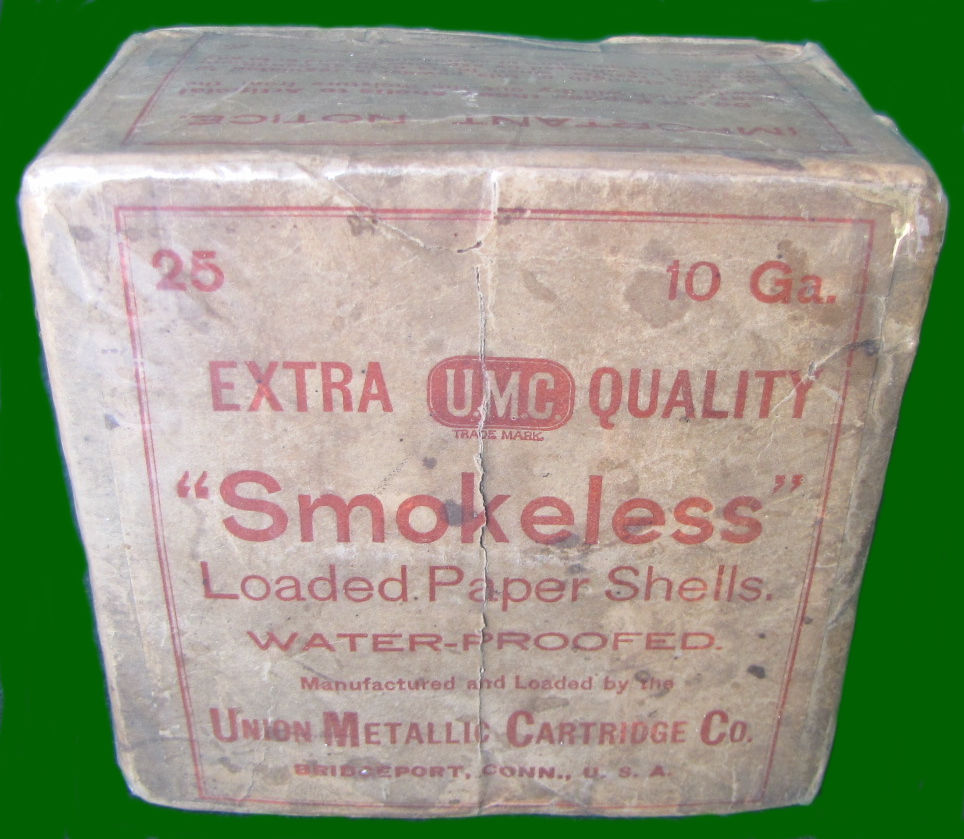 IMPORTANT NOTICE.
25 10 Ga.
EXTRA U.M.C. QUALITY
TRADE MARK.
“Smokeless”
Loaded Paper Shells.
WATER-PROOFED.
Manufactured and Loaded by the
UNION METALLIC CARTRIDGE CO.
BRIDGEPORT, CONN., U. S. A.